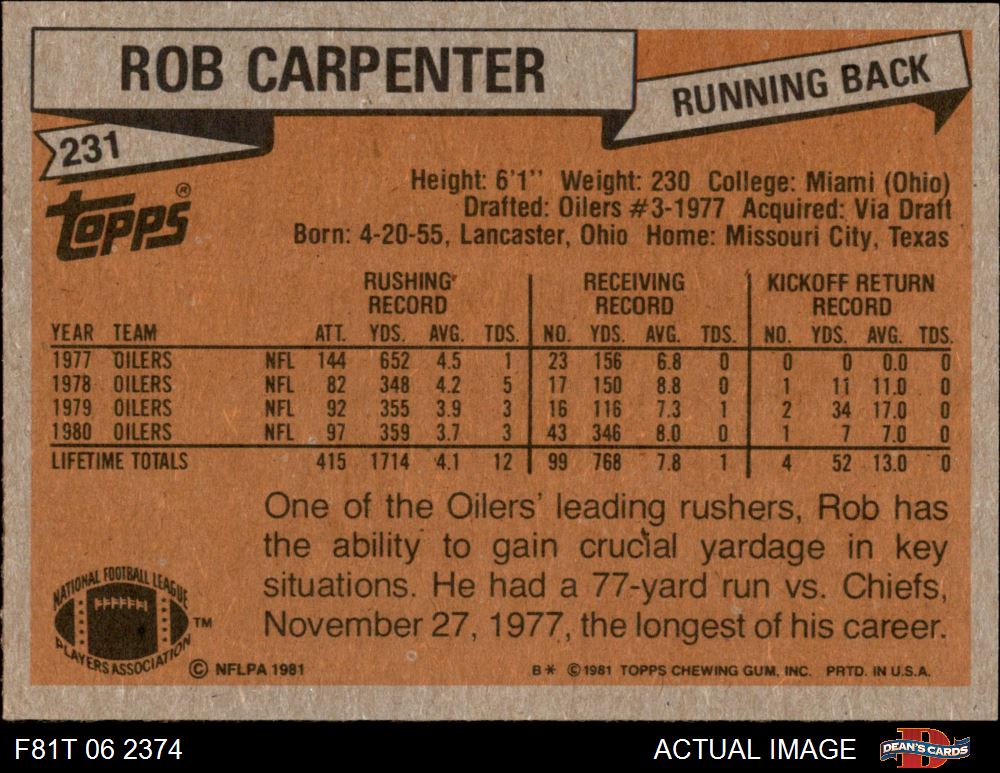 ROB CARPENTER
RUNNING BACK
231
TOPPS ®
Height: 6'1'' Weight: 230 College: Miami (Ohio)
Drafted: Oilers #3-1977 Acquired: Via Draft
Born: 4-20-55, Lancaster, Ohio Home: Missouri City, Texas
RUSHING RECEIVING KICKOFF RETURN
RECORD RECORD RECORD
YEAR TEAM ATT. YDS. AVG. TDS. NO. YDS. AVG. TDS. NO. YDS. AVG. TDS.
1977 OILERS NFL 144 652 4.5 1 23 156 6.8 0 0 0 0.0 0
1978 OILERS NFL 82 348 4.2 5 17 150 8.8 0 1 11 11.0 0
1979 OILERS NFL 92 355 3.9 3 16 116 7.3 1 2 34 17.0 0
1980 OILERS NFL 97 359 3.7 3 43 346 8.0 0 1 7 7.0 0
LIFETIME TOTALS 415 1714 4.1 12 99 768 7.8 1 4 52 13.0 0
One of the Oilers' leading rushers, Rob has
the ability to gain crucial yardage in key
situations. He had a 77-yard run vs. Chiefs,
November 27, 1977, the longest of his career.
NATIONAL FOOTBALL LEAGUE
PLAYERS ASSOCIATION
TM
© NFLPA 1981
B* © 1981 TOPPS CHEWING GUM, INC. PRTD. IN U.S.A.
F81T 06 2374
ACTUAL IMAGE
D
DEAN'S CARDS